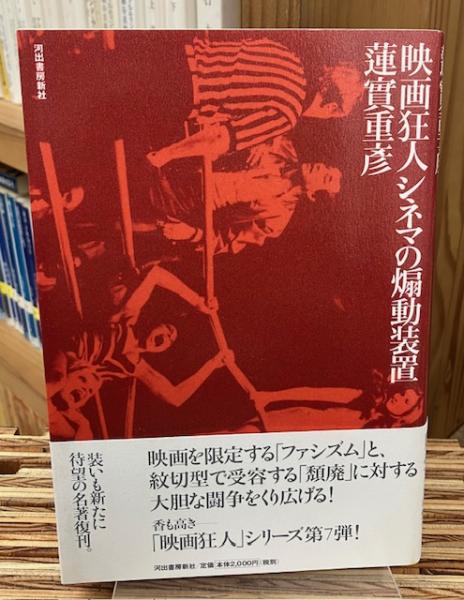 映画狂人シネマの煽動装置
蓮實重彦
河出書房新社
映画を限定する「ファシズム」と、
紋切型で受容する「頽廃」に対する
大胆な闘争をくり広げる!
香も高き——
「映画狂人」シリーズ第7弾!
装いも新たに
待望の名著復刊。
河出書房新社/定価[本体2,000円](税別)